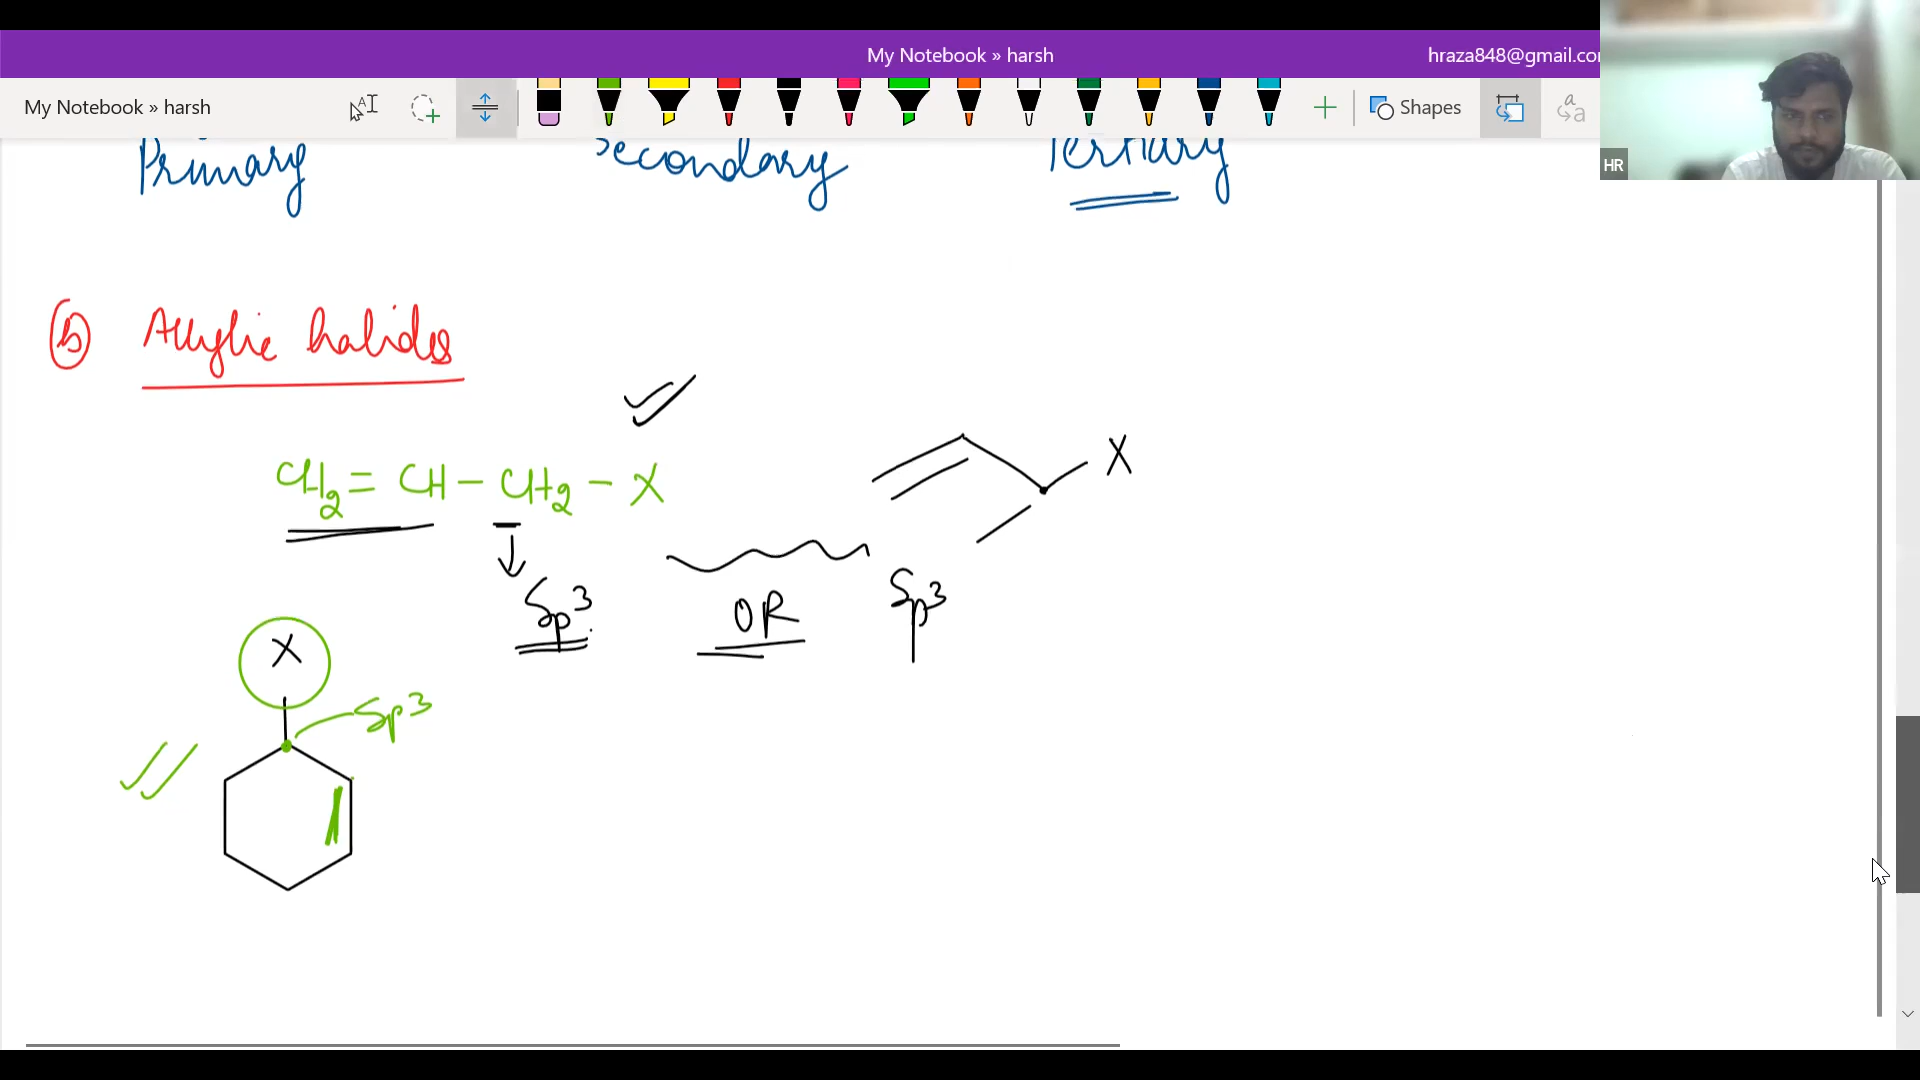 My Notebook » harsh
hraza848@gmail.co
My Notebook » harsh
Shapes
HR
Primary Secondary Tertiary
(b) Allylic halides
CH2 = CH - CH2 - X
X
Sp3
OR
Sp3
X
Sp3